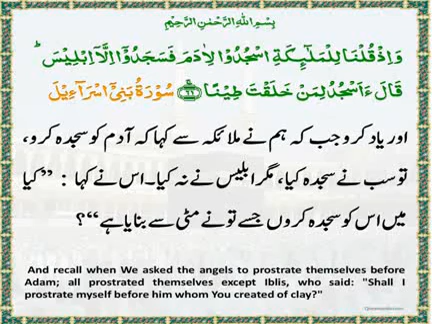 بِسْمِ اللهِ الرَّحْمٰنِ الرَّحِيْمِ
وَاِذْ قُلْنَا لِلْمَلٰٓئِكَةِ اسْجُدُوْا لِاٰدَمَ فَسَجَدُوْٓا اِلَّآ اِبْلِيْسَ ؕ
قَالَ ءَاَسْجُدُ لِمَنْ خَلَقْتَ طِيْنًا ۝٦١ سُوْرَةُ بَنِىْٓ اِسْرَآءِيْل
اور یاد کرو جب کہ ہم نے ملائکہ سے کہا کہ آدم کو سجدہ کرو،
تو سب نے سجدہ کیا، مگر ابلیس نے نہ کیا۔ اس نے کہا : ”کیا
میں اس کو سجدہ کروں جسے تو نے مٹی سے بنایا ہے“؟
And recall when We asked the angels to prostrate themselves before
Adam; all prostrated themselves except Iblis, who said: "Shall I
prostrate myself before him whom You created of clay?"